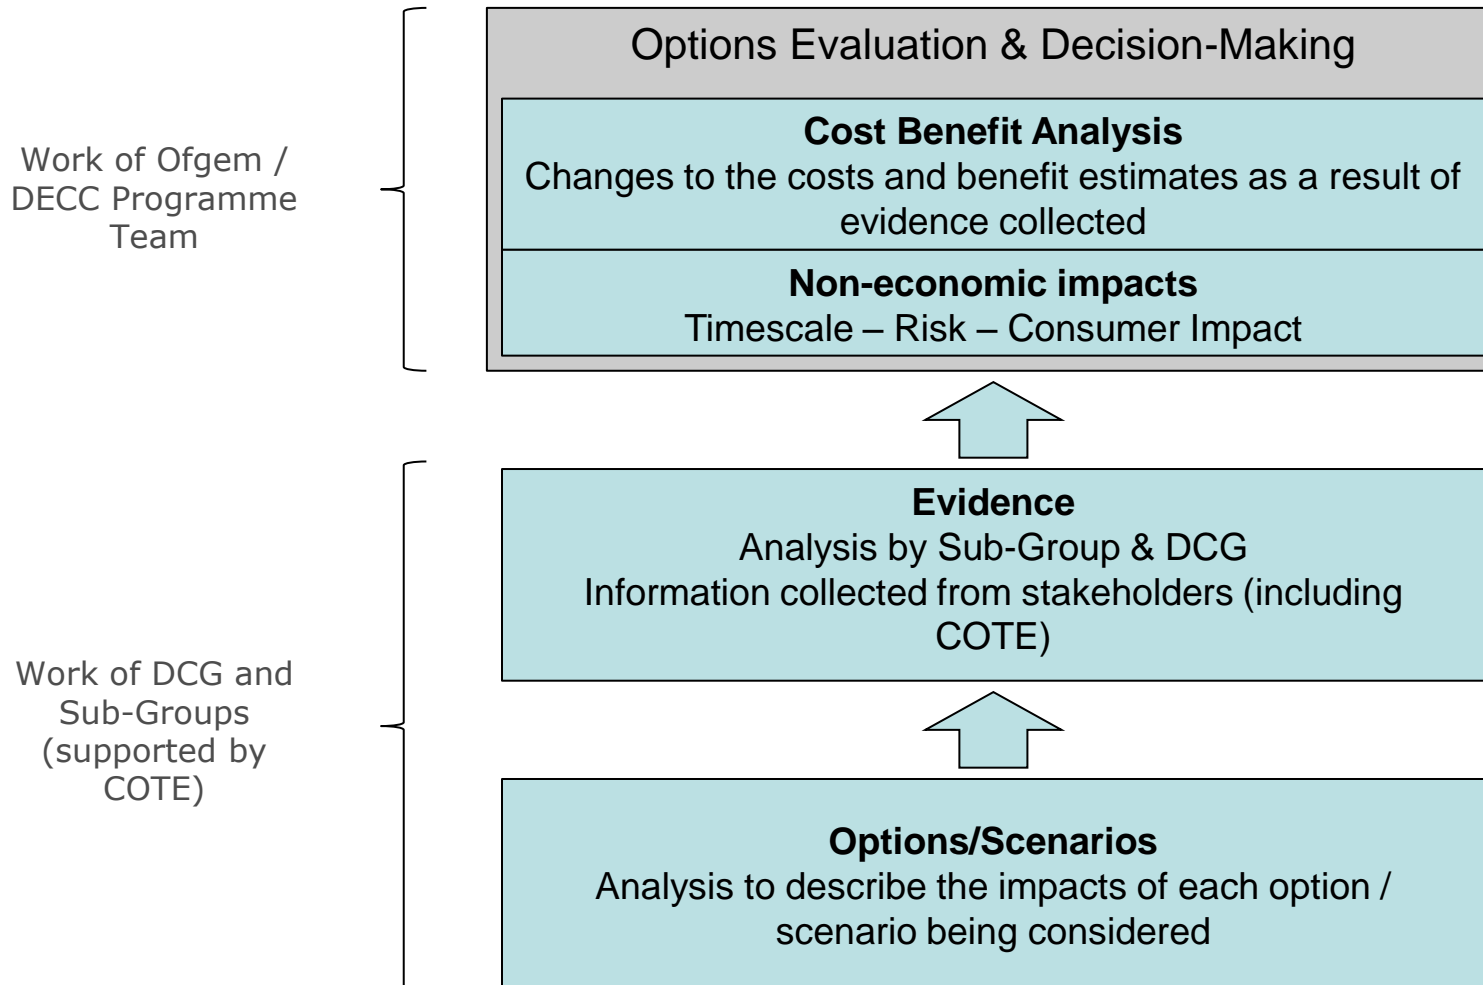 Options Evaluation & Decision-Making
Cost Benefit Analysis
Changes to the costs and benefit estimates as a result of
evidence collected
Non-economic impacts
Timescale – Risk – Consumer Impact
Work of Ofgem /
DECC Programme
Team
Evidence
Analysis by Sub-Group & DCG
Information collected from stakeholders (including
COTE)
Work of DCG and
Sub-Groups
(supported by
COTE)
Options/Scenarios
Analysis to describe the impacts of each option /
scenario being considered